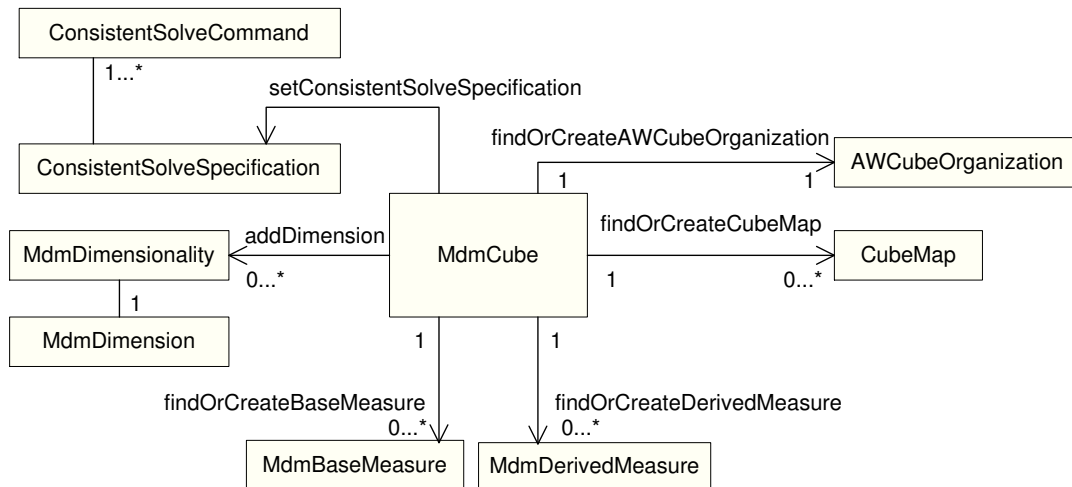 ConsistentSolveCommand
1...*
setConsistentSolveSpecification
findOrCreateAWCubeOrganization
ConsistentSolveSpecification
AWCubeOrganization
1
1
addDimension
findOrCreateCubeMap
MdmDimensionality
MdmCube
CubeMap
0...*
1
0...*
1
MdmDimension
1
1
findOrCreateBaseMeasure
findOrCreateDerivedMeasure
0...*
0...*
MdmBaseMeasure
MdmDerivedMeasure